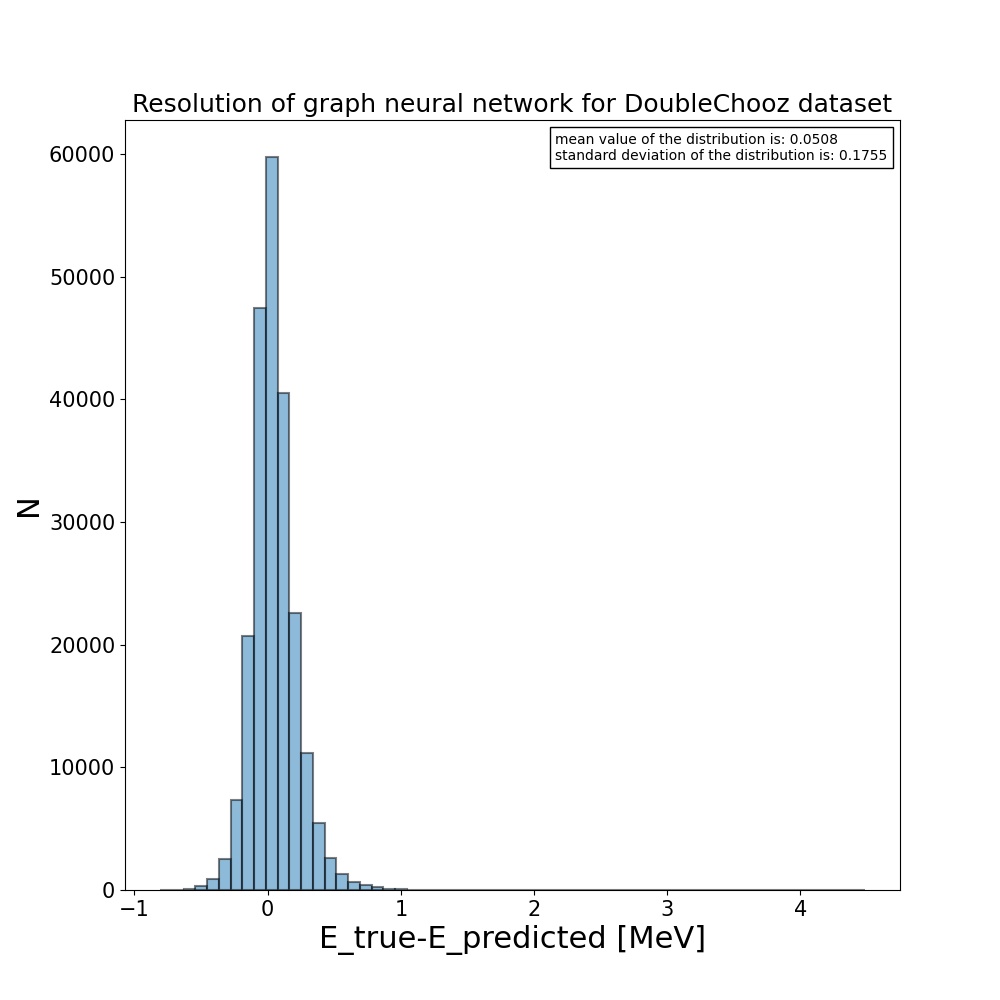 Resolution of graph neural network for DoubleChooz dataset
mean value of the distribution is: 0.0508
standard deviation of the distribution is: 0.1755
60000
50000
40000
30000
20000
10000
0
N
−1 0 1 2 3 4
E_true-E_predicted [MeV]